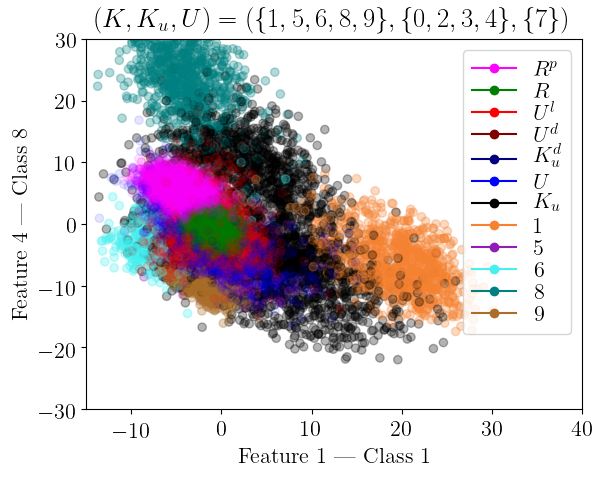 (K, K_u, U) = ({1, 5, 6, 8, 9}, {0, 2, 3, 4}, {7})
30
20
10
0
−10
−20
−30
Feature 4 — Class 8
−10
0
10
20
30
40
Feature 1 — Class 1
R^p
R
U^l
U^d
K_u^d
U
K_u
1
5
6
8
9